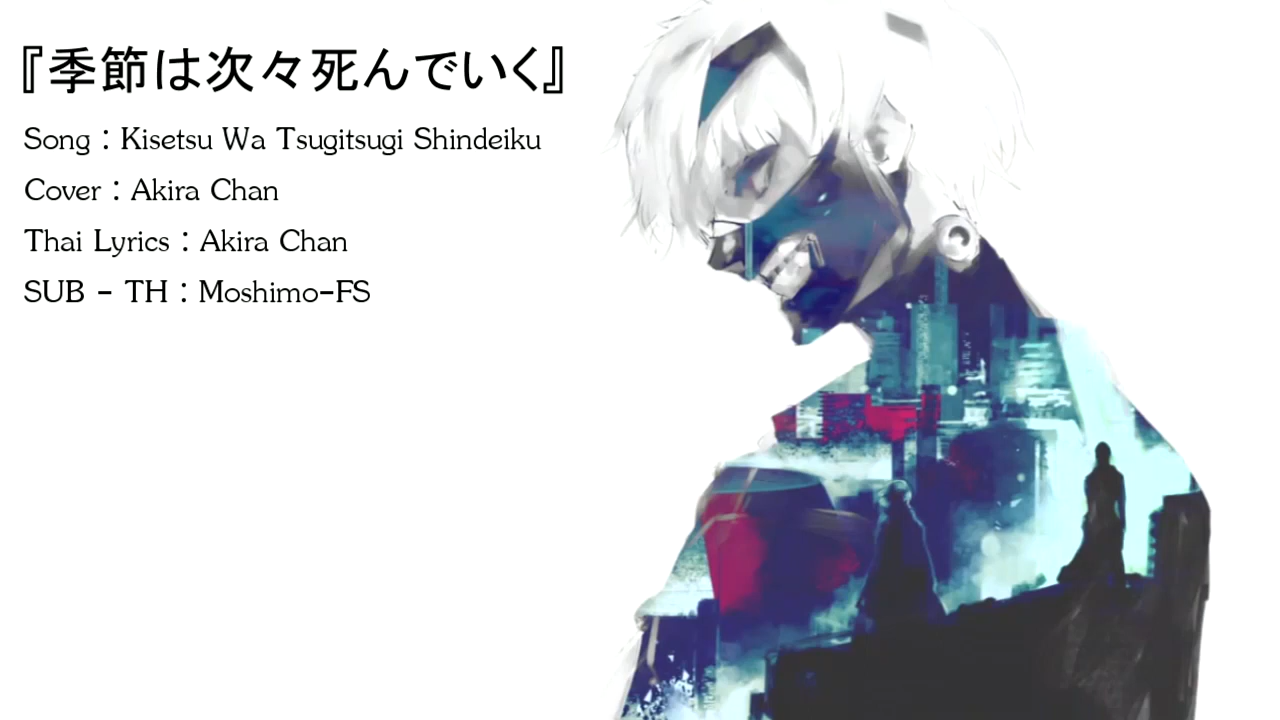 『季節は次々死んでいく』
Song : Kisetsu Wa Tsugitsugi Shindeiku
Cover : Akira Chan
Thai Lyrics : Akira Chan
SUB - TH : Moshimo-FS